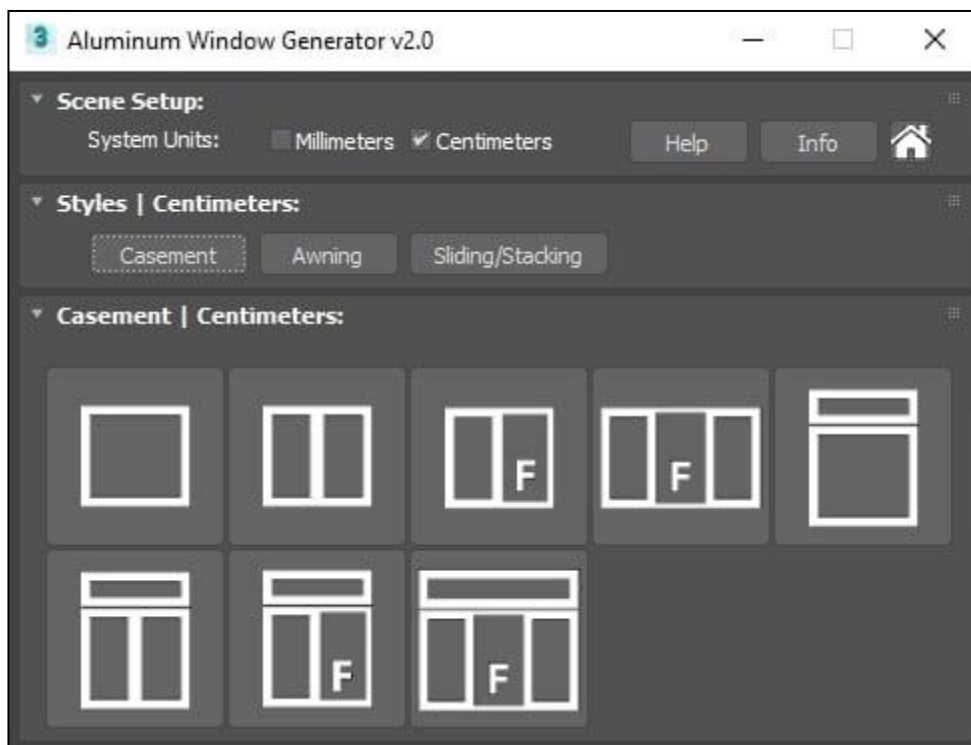 3 Aluminum Window Generator v2.0
Scene Setup:
System Units: Millimeters Centimeters Help Info
Styles | Centimeters:
Casement Awning Sliding/Stacking
Casement | Centimeters:
F F
F F